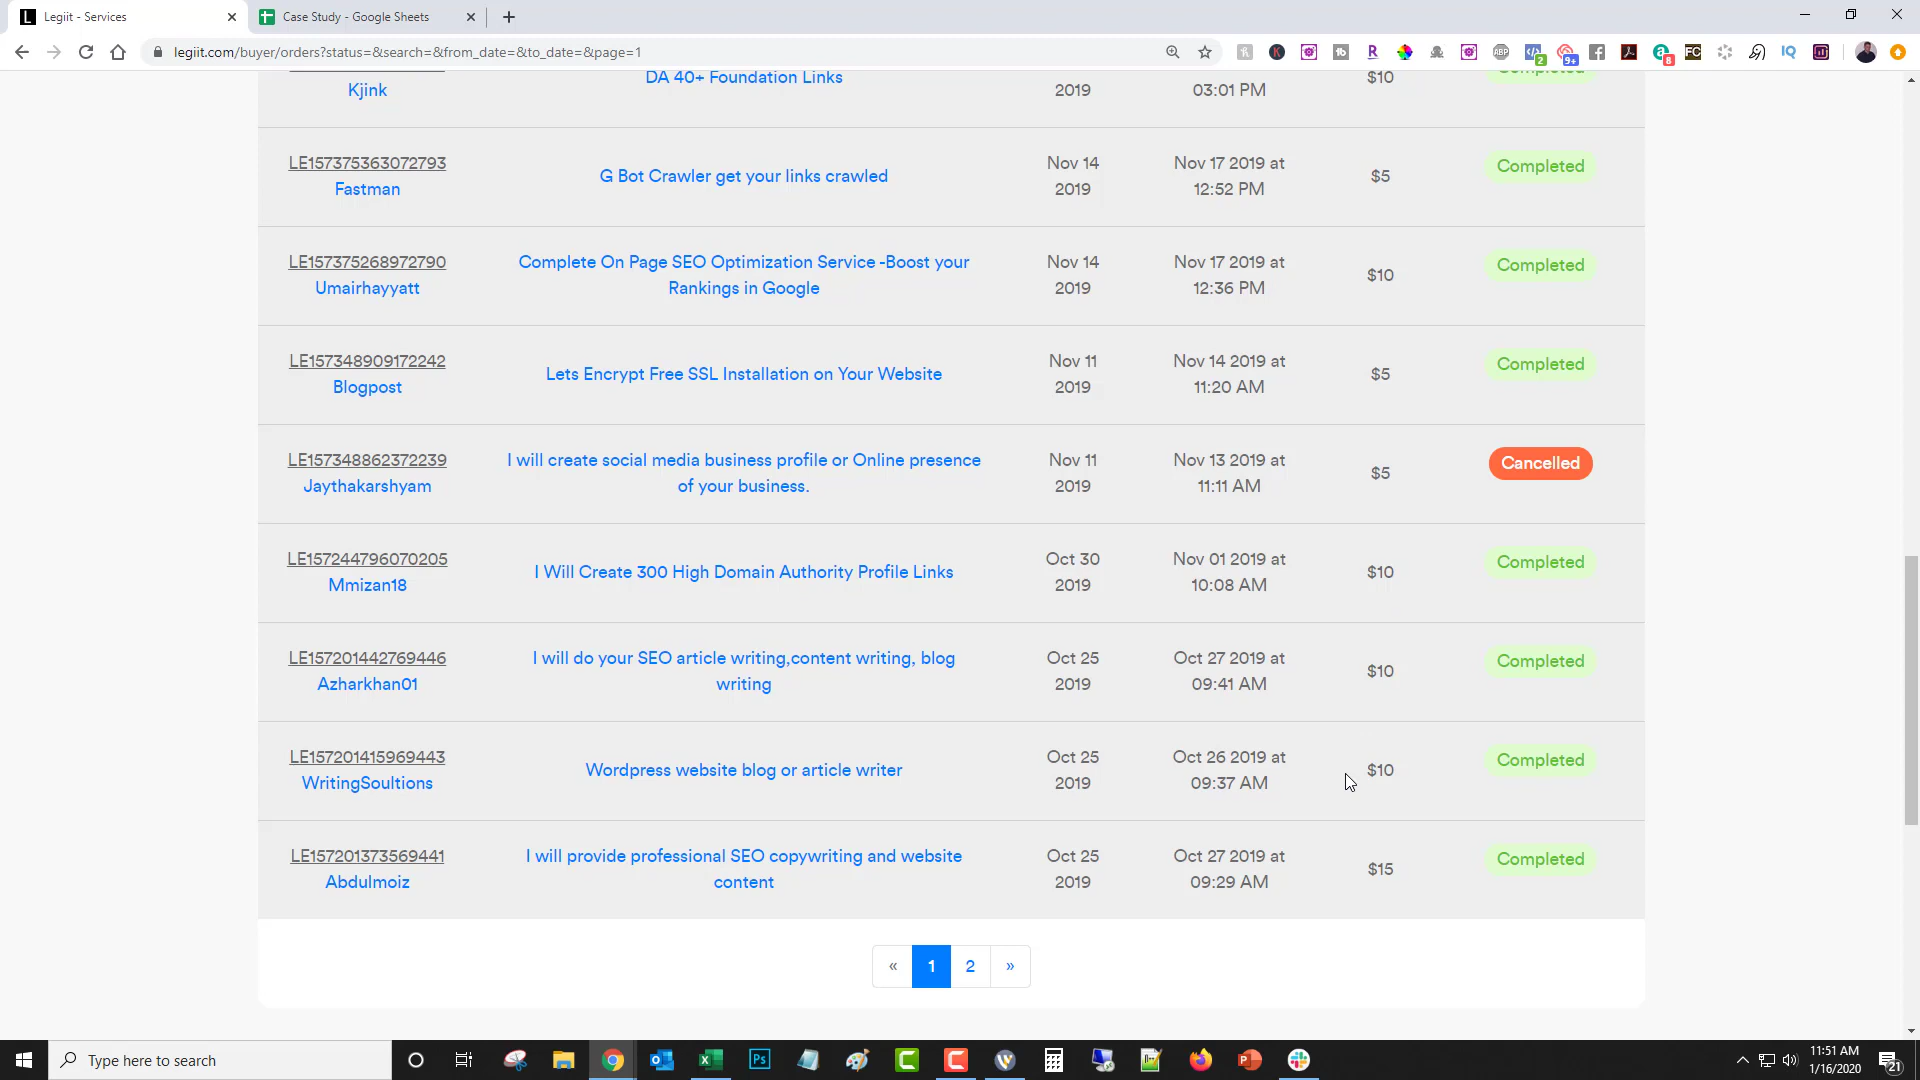 Legiit - Services
Case Study - Google Sheets
legiit.com/buyer/orders?status=&search=&from_date=&to_date=&page=1
Kjink
DA 40+ Foundation Links
2019
03:01 PM
$10
Completed
LE157375363072793
Fastman
G Bot Crawler get your links crawled
Nov 14
2019
Nov 17 2019 at
12:52 PM
$5
Completed
LE157375268972790
Umairhayyatt
Complete On Page SEO Optimization Service -Boost your
Rankings in Google
Nov 14
2019
Nov 17 2019 at
12:36 PM
$10
Completed
LE157348909172242
Blogpost
Lets Encrypt Free SSL Installation on Your Website
Nov 11
2019
Nov 14 2019 at
11:20 AM
$5
Completed
LE157348862372239
Jaythakarshyam
I will create social media business profile or Online presence
of your business.
Nov 11
2019
Nov 13 2019 at
11:11 AM
$5
Cancelled
LE157244796070205
Mmizan18
I Will Create 300 High Domain Authority Profile Links
Oct 30
2019
Nov 01 2019 at
10:08 AM
$10
Completed
LE157201442769446
Azharkhan01
I will do your SEO article writing,content writing, blog
writing
Oct 25
2019
Oct 27 2019 at
09:41 AM
$10
Completed
LE157201415969443
WritingSoultions
Wordpress website blog or article writer
Oct 25
2019
Oct 26 2019 at
09:37 AM
$10
Completed
LE157201373569441
Abdulmoiz
I will provide professional SEO copywriting and website
content
Oct 25
2019
Oct 27 2019 at
09:29 AM
$15
Completed
« 1 2 »
Type here to search
11:51 AM
1/16/2020
21